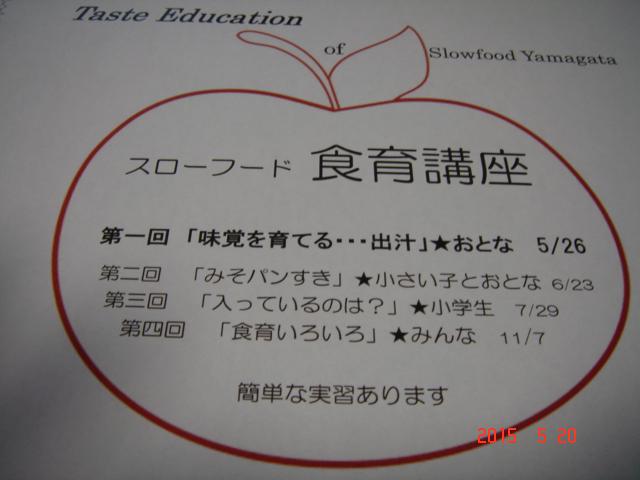 Taste Education
of
Slowfood Yamagata
スローフード 食育講座
第一回 「味覚を育てる・・・出汁」★おとな 5/26
第二回 「みそパンすき」★小さい子とおとな 6/23
第三回 「入っているのは？」★小学生 7/29
第四回 「食育いろいろ」★みんな 11/7
簡単な実習あります
2015 5 20